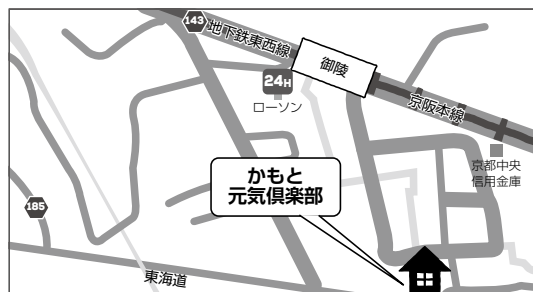 143
地下鉄東西線
御陵
24H
ローソン
京阪本線
京都中央
信用金庫
かもと
元気倶楽部
185
東海道